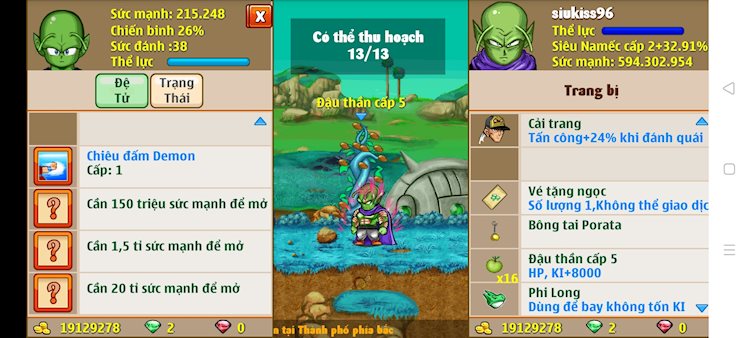 Sức mạnh: 215.248
Chiến binh 26%
Sức đánh :38
Thể lực
X
Đệ
Tử
Trạng
Thái
Chiêu đấm Demon
Cấp: 1
Cần 150 triệu sức mạnh để mở
Cần 1,5 tỉ sức mạnh để mở
Cần 20 tỉ sức mạnh để mở
19129278
2
0
Có thể thu hoạch
13/13
Đậu thần cấp 5
n tại Thành phố phía bắc
siukiss96
Thể lực
Siêu Namếc cấp 2+32.91%
Sức mạnh: 594.302.954
Trang bị
Cải trang
Tấn công+24% khi đánh quái
Vé tặng ngọc
Số lượng 1,Không thể giao dịc
Bông tai Porata
x16
Đậu thần cấp 5
HP, KI+8000
Phi Long
Dùng để bay không tốn KI
19129278
2
0